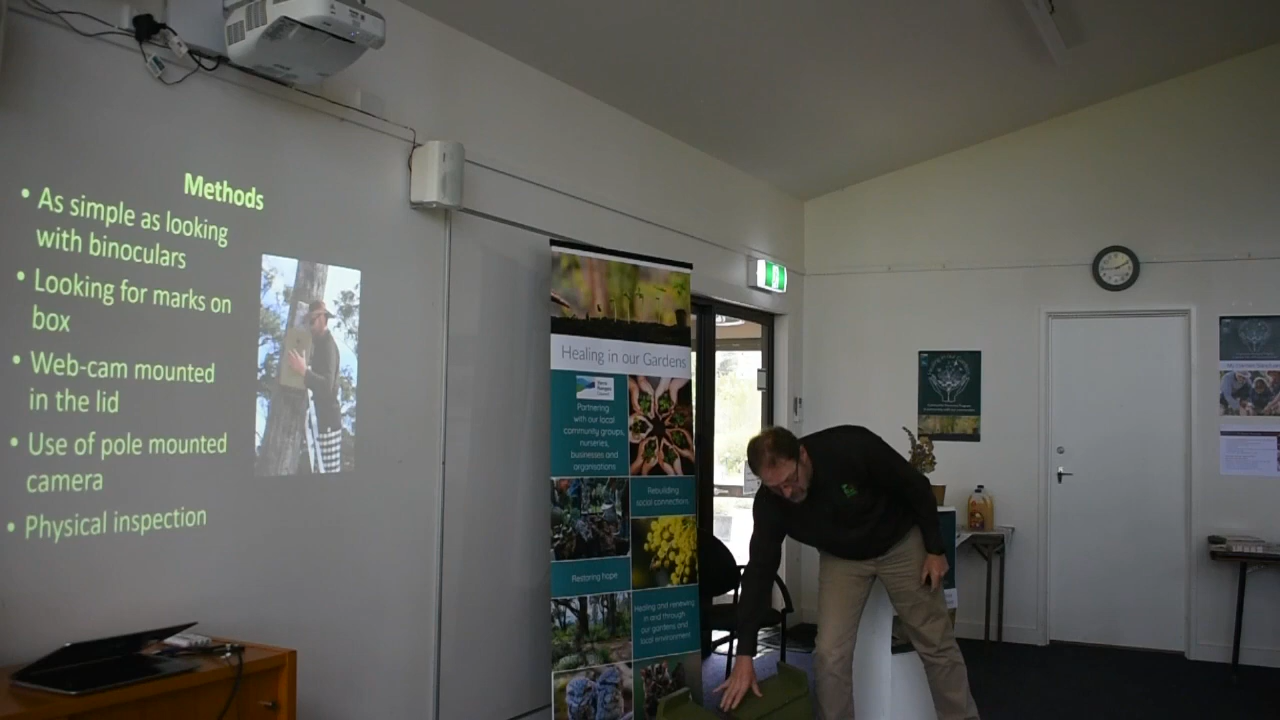 Methods
• As simple as looking
with binoculars
• Looking for marks on
box
• Web-cam mounted
in the lid
• Use of pole mounted
camera
• Physical inspection
Healing in our Gardens
Partnering
with our local
community groups,
nurseries,
businesses and
organisations
Rebuilding
social connections
Restoring hope
Healing and renewing
in and through
our gardens and
local environment